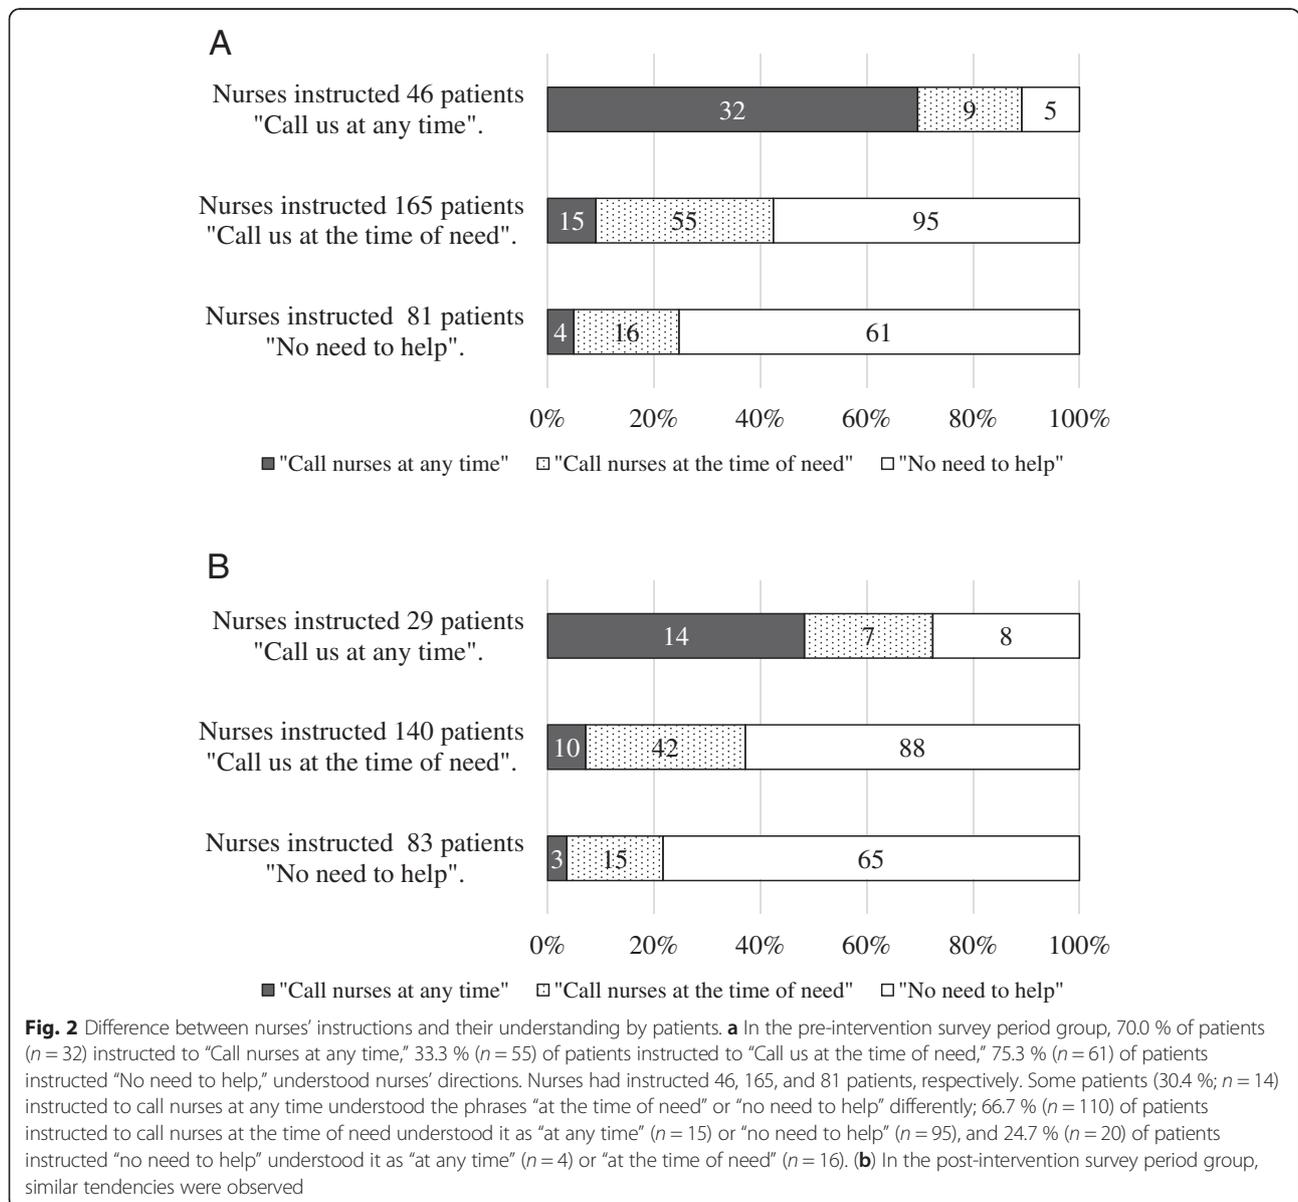 A
Nurses instructed 46 patients
"Call us at any time".
32 9 5
Nurses instructed 165 patients
"Call us at the time of need".
15 55 95
Nurses instructed 81 patients
"No need to help".
4 16 61
0% 20% 40% 60% 80% 100%
"Call nurses at any time" "Call nurses at the time of need" "No need to help"
B
Nurses instructed 29 patients
"Call us at any time".
14 7 8
Nurses instructed 140 patients
"Call us at the time of need".
10 42 88
Nurses instructed 83 patients
"No need to help".
3 15 65
0% 20% 40% 60% 80% 100%
"Call nurses at any time" "Call nurses at the time of need" "No need to help"
Fig. 2 Difference between nurses’ instructions and their understanding by patients. a In the pre-intervention survey period group, 70.0 % of patients
(n = 32) instructed to “Call nurses at any time,” 33.3 % (n = 55) of patients instructed to “Call us at the time of need,” 75.3 % (n = 61) of patients
instructed “No need to help,” understood nurses’ directions. Nurses had instructed 46, 165, and 81 patients, respectively. Some patients (30.4 %; n = 14)
instructed to call nurses at any time understood the phrases “at the time of need” or “no need to help” differently; 66.7 % (n = 110) of patients
instructed to call nurses at the time of need understood it as “at any time” (n = 15) or “no need to help” (n = 95), and 24.7 % (n = 20) of patients
instructed “no need to help” understood it as “at any time” (n = 4) or “at the time of need” (n = 16). (b) In the post-intervention survey period group,
similar tendencies were observed